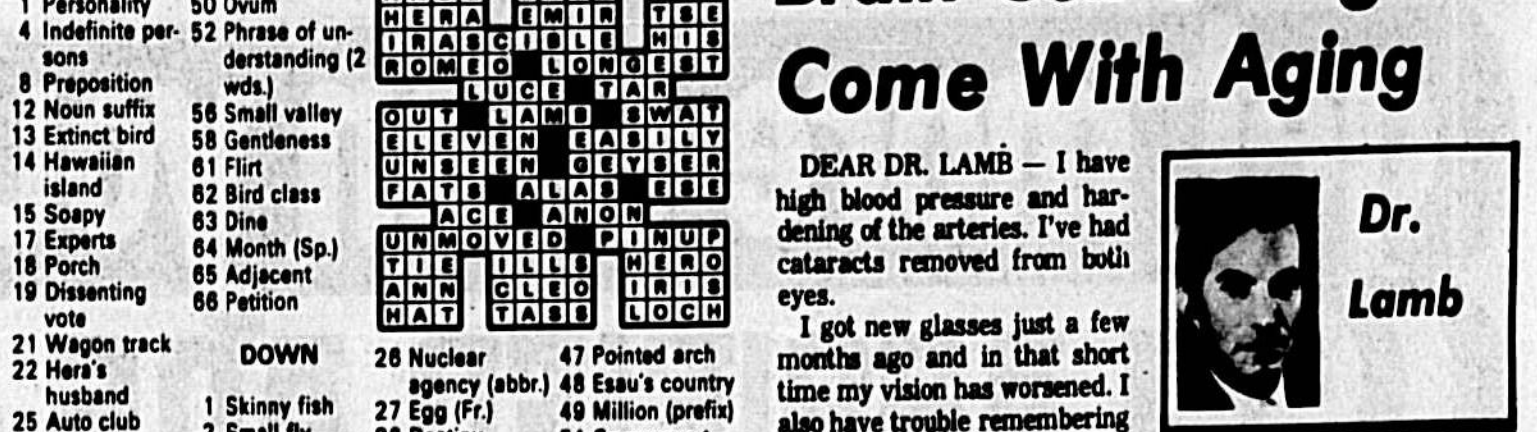 1 Personality
4 Indefinite per-
sons
8 Preposition
12 Noun suffix
13 Extinct bird
14 Hawaiian
island
15 Soapy
17 Experts
18 Porch
19 Dissenting
vote
21 Wagon track
22 Hera's
husband
25 Auto club
50 Ovum
52 Phrase of un-
derstanding (2
wds.)
56 Small valley
58 Gentleness
61 Flirt
62 Bird class
63 Dine
64 Month (Sp.)
65 Adjacent
66 Petition
DOWN
1 Skinny fish
2 Small fly
HERA EMIR TSE
IRASCIBLE HIS
ROMEO LONGEST
LUCE TAR
OUT LAMB SWAT
ELEVEN EASILY
UNSEEN GEYSER
FATS ALAS ESE
ACE ANON
UNMOVED PINUP
TIE ILLS HERO
ANN CLEO IRIS
HAT TASS LOCH
26 Nuclear
agency (abbr.)
27 Egg (Fr.)
47 Pointed arch
48 Esau's country
49 Million (prefix)
Come With Aging
DEAR DR. LAMB — I have
high blood pressure and har-
dening of the arteries. I've had
cataracts removed from both
eyes.
I got new glasses just a few
months ago and in that short
time my vision has worsened. I
also have trouble remembering
Dr.
Lamb